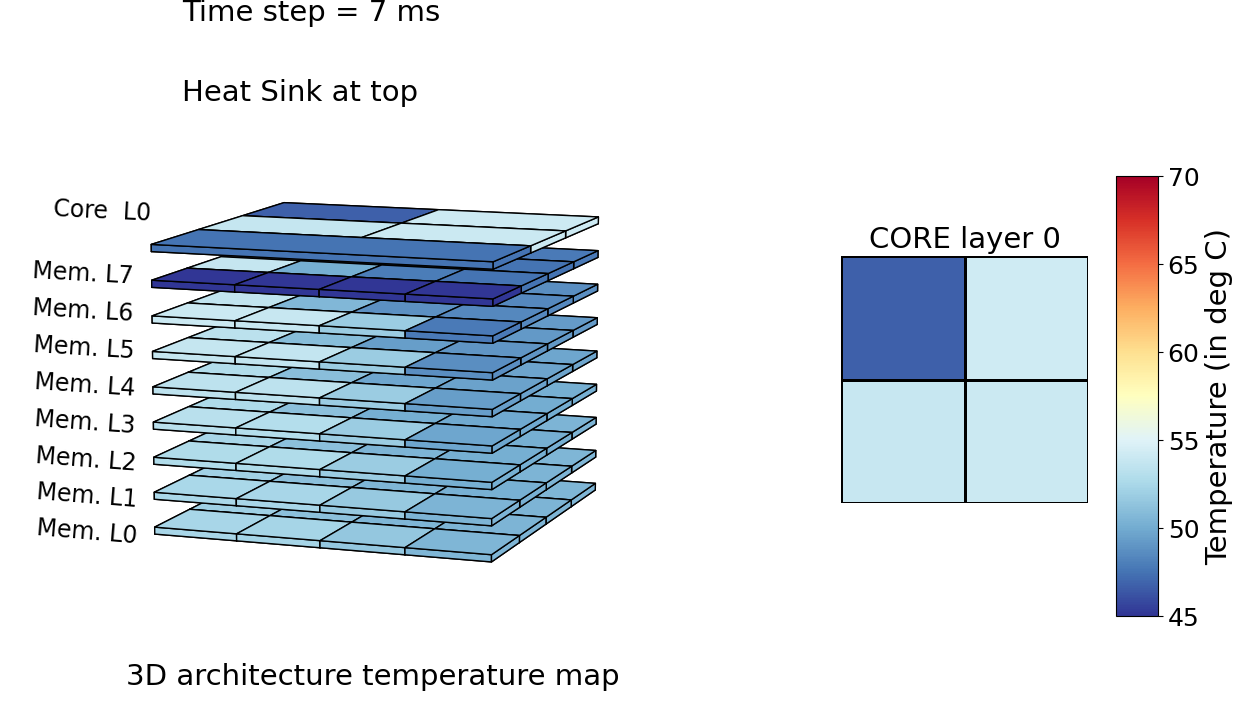 Time step = 7 ms
Heat Sink at top
Core  L0
Mem. L7
Mem. L6
Mem. L5
Mem. L4
Mem. L3
Mem. L2
Mem. L1
Mem. L0
3D architecture temperature map
CORE layer 0
70
65
60
55
50
45
Temperature (in deg C)